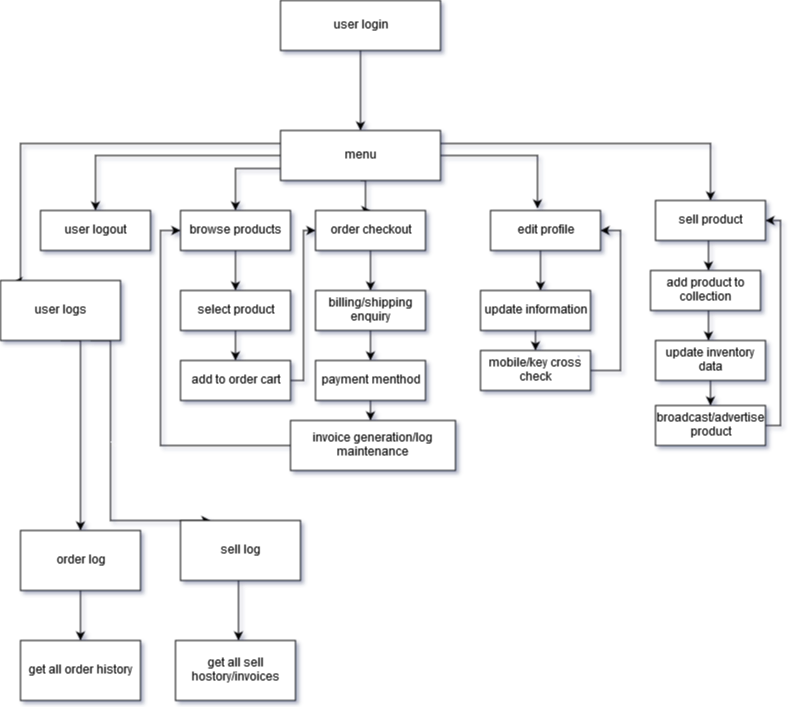 user login
menu
user logout
browse products
order checkout
edit profile
sell product
user logs
select product
billing/shipping
enquiry
update information
add product to
collection
add to order cart
payment menthod
mobile/key cross
check
update inventory
data
invoice generation/log
maintenance
broadcast/advertise
product
order log
sell log
get all order history
get all sell
hostory/invoices